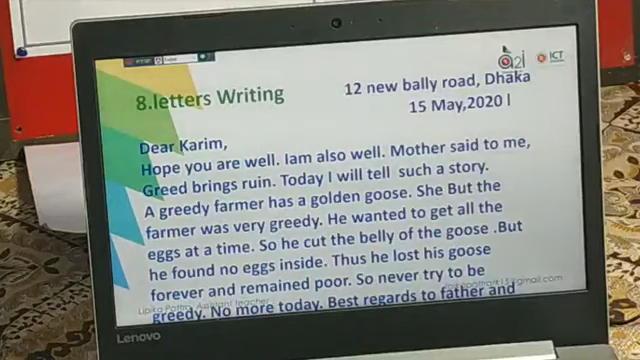 ICT
8.letters Writing
12 new bally road, Dhaka
15 May,2020
Dear Karim,
Hope you are well. Iam also well. Mother said to me,
Greed brings ruin. Today I will tell such a story.
A greedy farmer has a golden goose. She But the
farmer was very greedy. He wanted to get all the
eggs at a time. So he cut the belly of the goose .But
he found no eggs inside. Thus he lost his goose
forever and remained poor. So never try to be
greedy. No more today. Best regards to father and
Assistant teacher
Lenovo